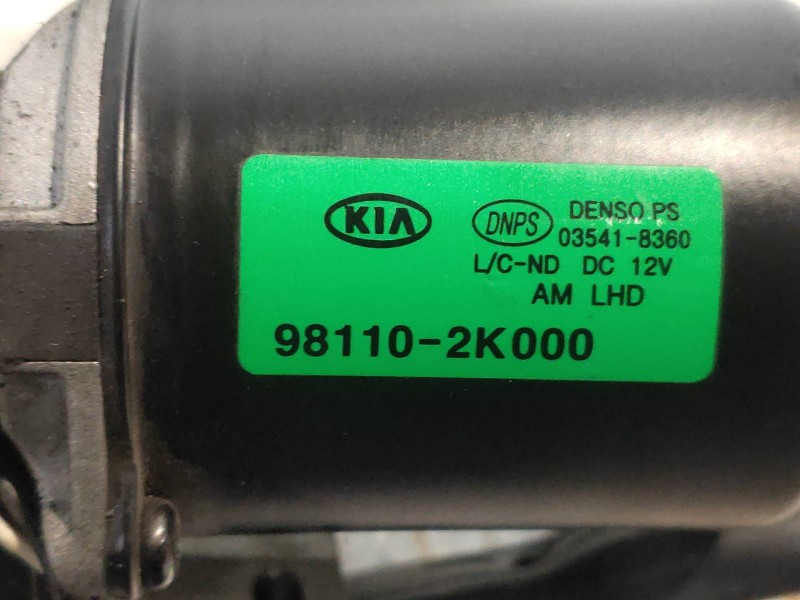 KIA
DNPS
DENSO PS
03541-8360
L/C-ND DC 12V
AM LHD
98110-2K000